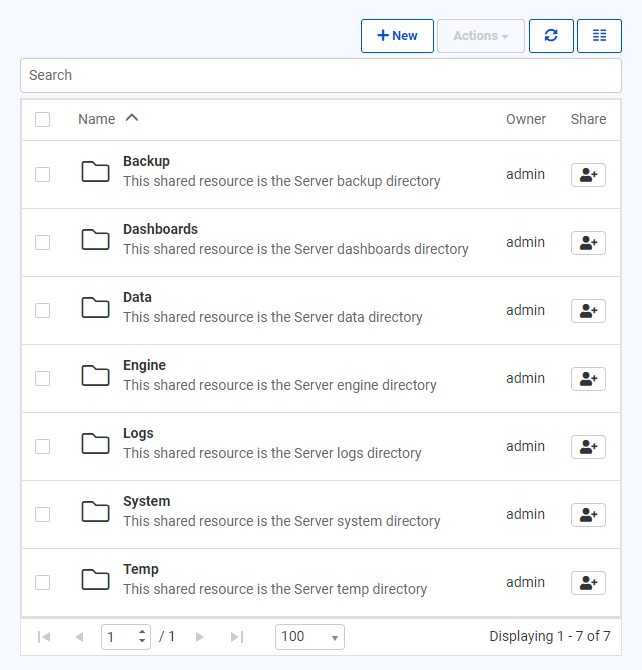 New Actions
Search
Name Owner Share
Backup
This shared resource is the Server backup directory admin
Dashboards
This shared resource is the Server dashboards directory admin
Data
This shared resource is the Server data directory admin
Engine
This shared resource is the Server engine directory admin
Logs
This shared resource is the Server logs directory admin
System
This shared resource is the Server system directory admin
Temp
This shared resource is the Server temp directory admin
1 / 1 100 Displaying 1 - 7 of 7